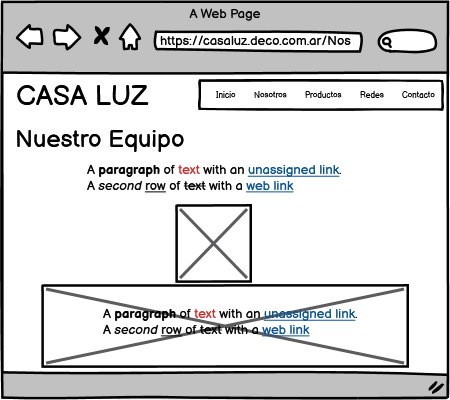 A Web Page
https://casaluz.deco.com.ar/Nos
CASA LUZ
Inicio Nosotros Productos Redes Contacto
Nuestro Equipo
A paragraph of text with an unassigned link.
A second row of text with a web link
A paragraph of text with an unassigned link.
A second row of text with a web link